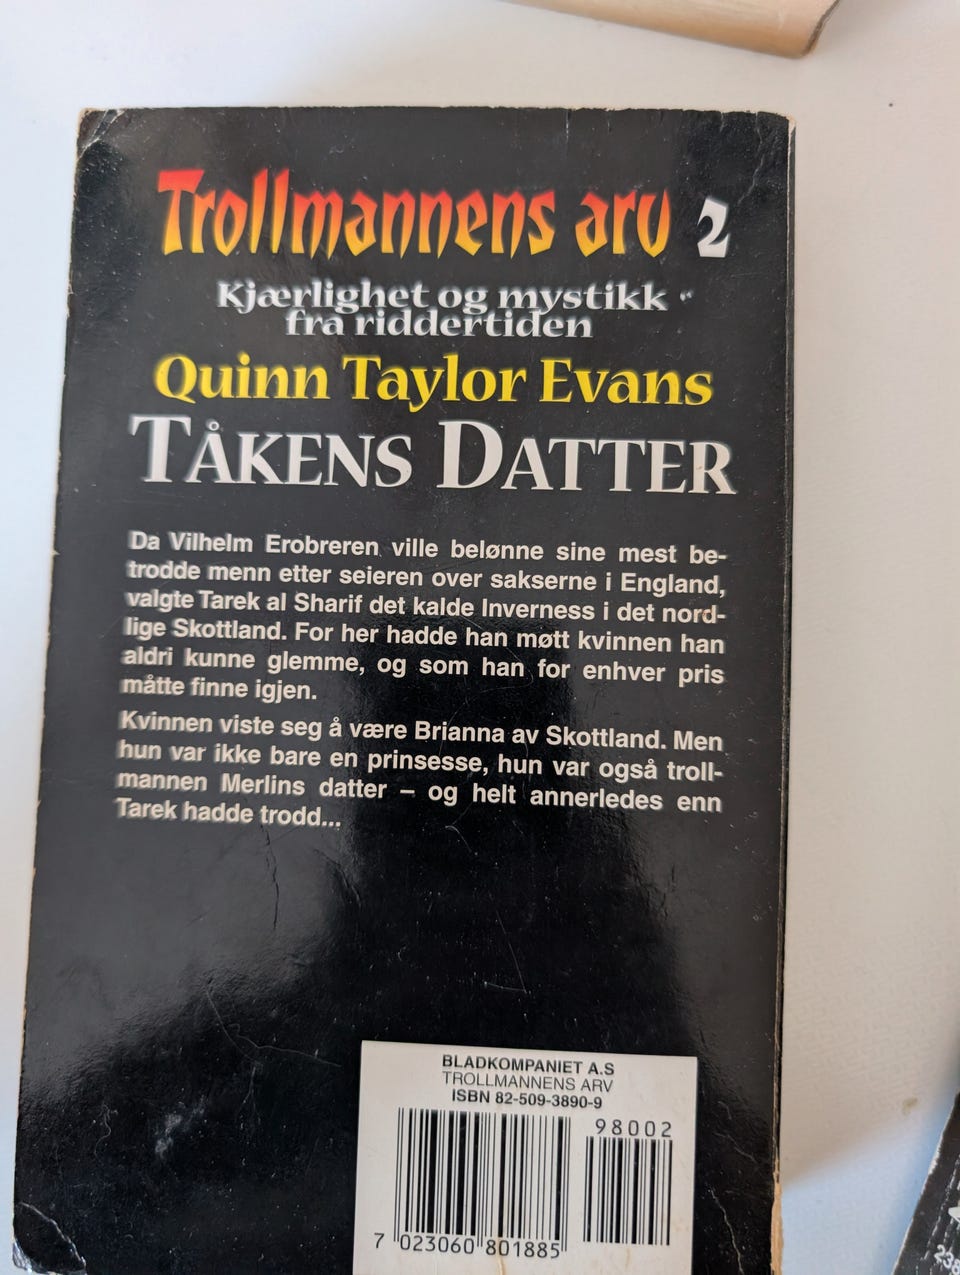 Trollmannens arv 2
Kjærlighet og mystikk
fra riddertiden
Quinn Taylor Evans
TÅKENS DATTER
Da Vilhelm Erobreren ville belønne sine mest be-
trodde menn etter seieren over sakserne i England,
valgte Tarek al Sharif det kalde Inverness i det nord-
lige Skottland. For her hadde han møtt kvinnen han
aldri kunne glemme, og som han for enhver pris
måtte finne igjen.
Kvinnen viste seg å være Brianna av Skottland. Men
hun var ikke bare en prinsesse, hun var også troll-
mannen Merlins datter – og helt annerledes enn
Tarek hadde trodd...
BLADKOMPANIET A.S
TROLLMANNENS ARV
ISBN 82-509-3890-9
98002
7 023060 801885